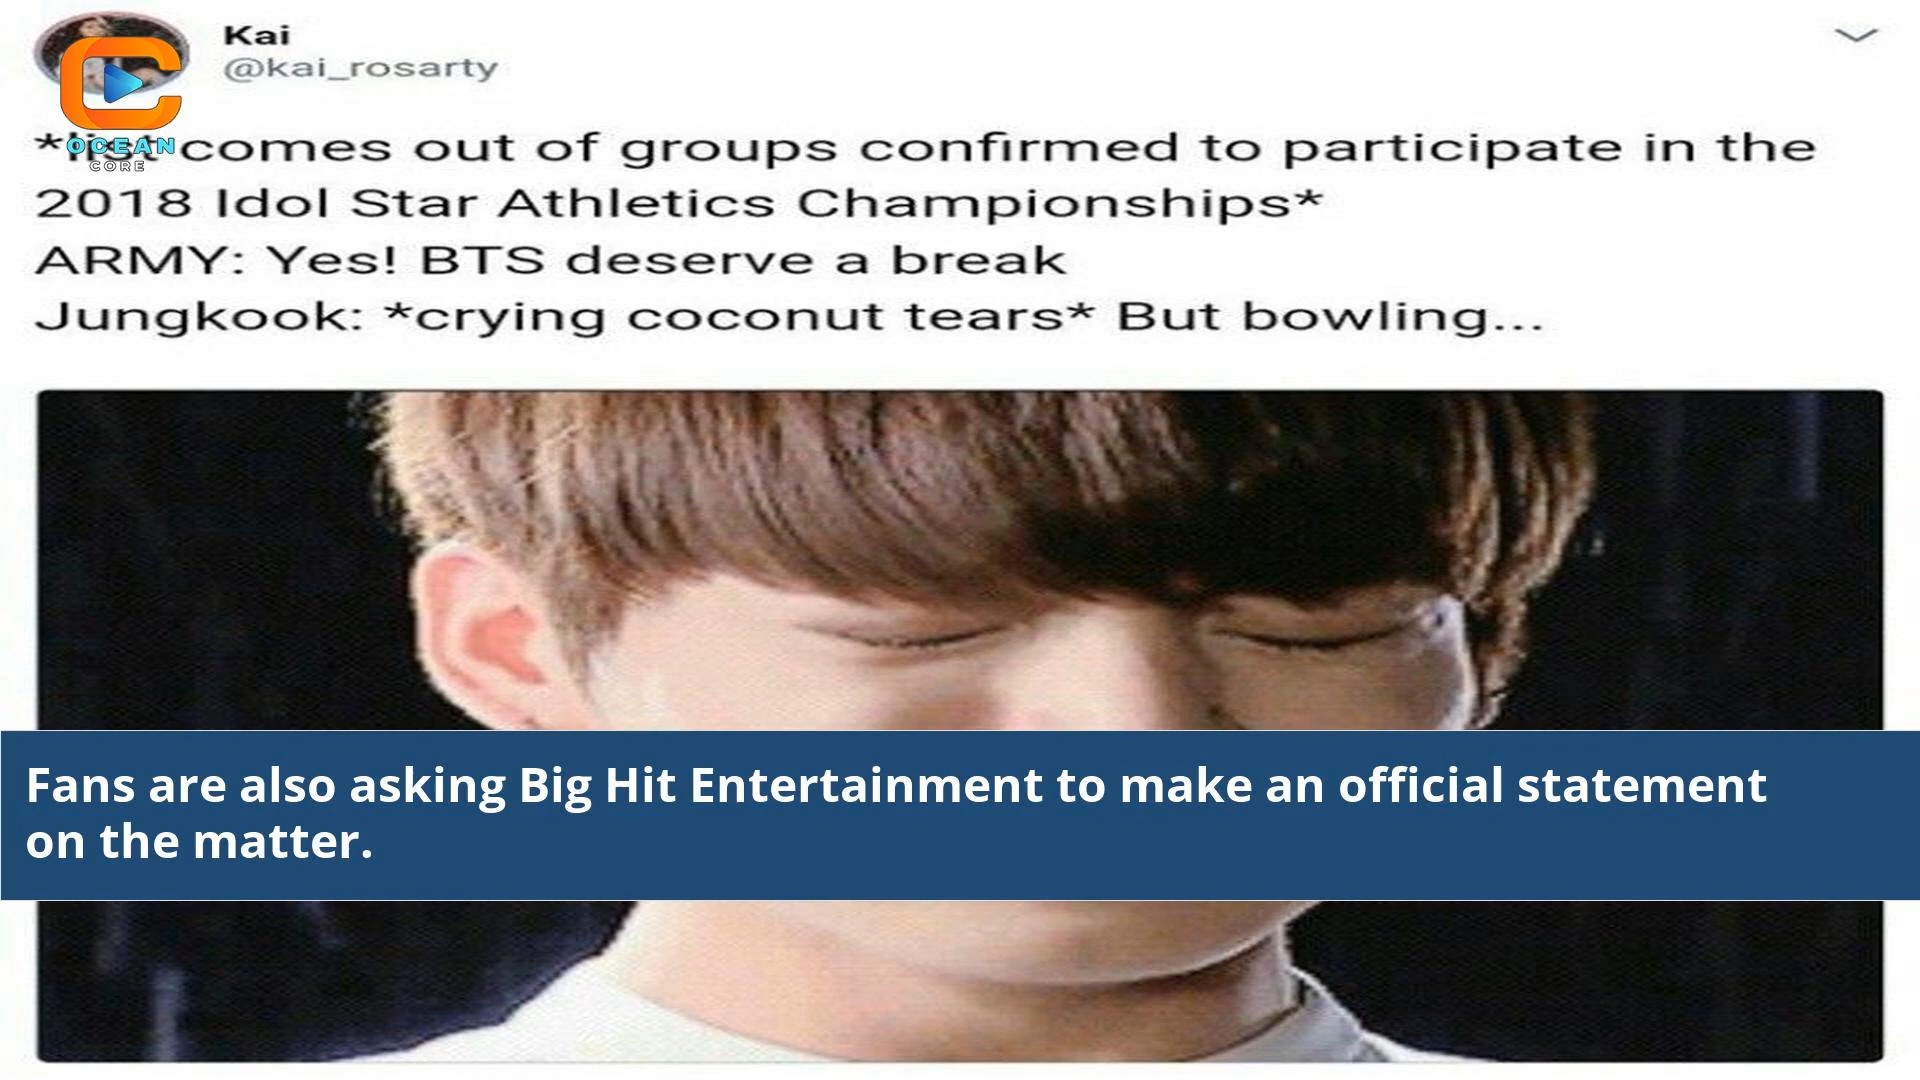 Kai
@kai_rosarty
*list comes out of groups confirmed to participate in the
2018 Idol Star Athletics Championships*
ARMY: Yes! BTS deserve a break
Jungkook: *crying coconut tears* But bowling...
OCEAN
CORE
Fans are also asking Big Hit Entertainment to make an official statement
on the matter.